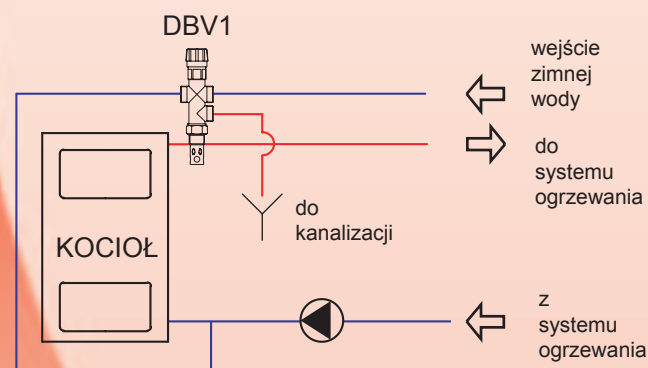 DBV1
wejście
zimnej
wody
do
systemu
ogrzewania
do
kanalizacji
KOCIOŁ
z
systemu
ogrzewania